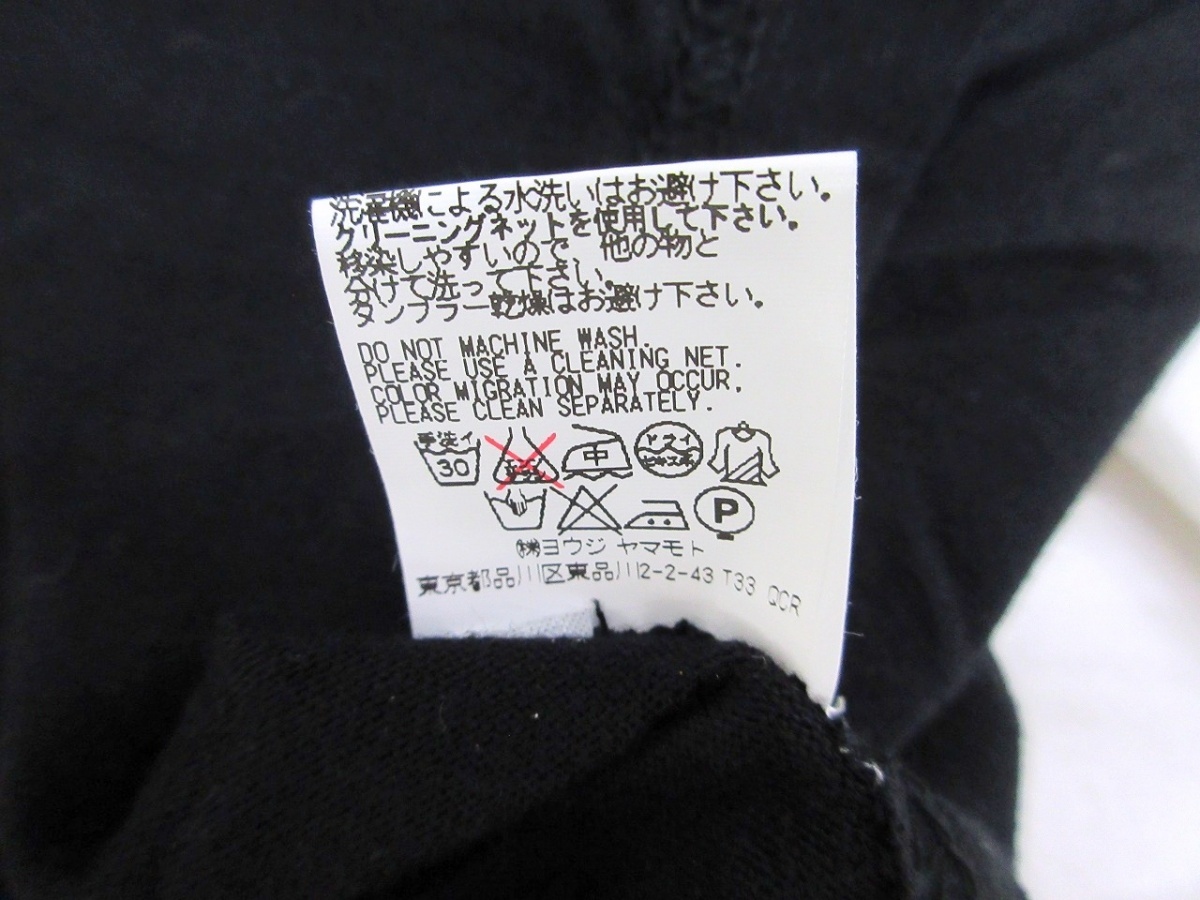 洗濯機による水洗いはお避け下さい。
クリーニングネットを使用して下さい。
移染しやすいので、他の物と
分けて洗って下さい。
タンブラー乾燥はお避け下さい。
DO NOT MACHINE WASH.
PLEASE USE A CLEANING NET.
COLOR MIGRATION MAY OCCUR.
PLEASE CLEAN SEPARATELY.
手洗イ 30 中 ドライ
P
㈱ヨウジ ヤマモト
東京都品川区東品川2-2-43 T33 QCR